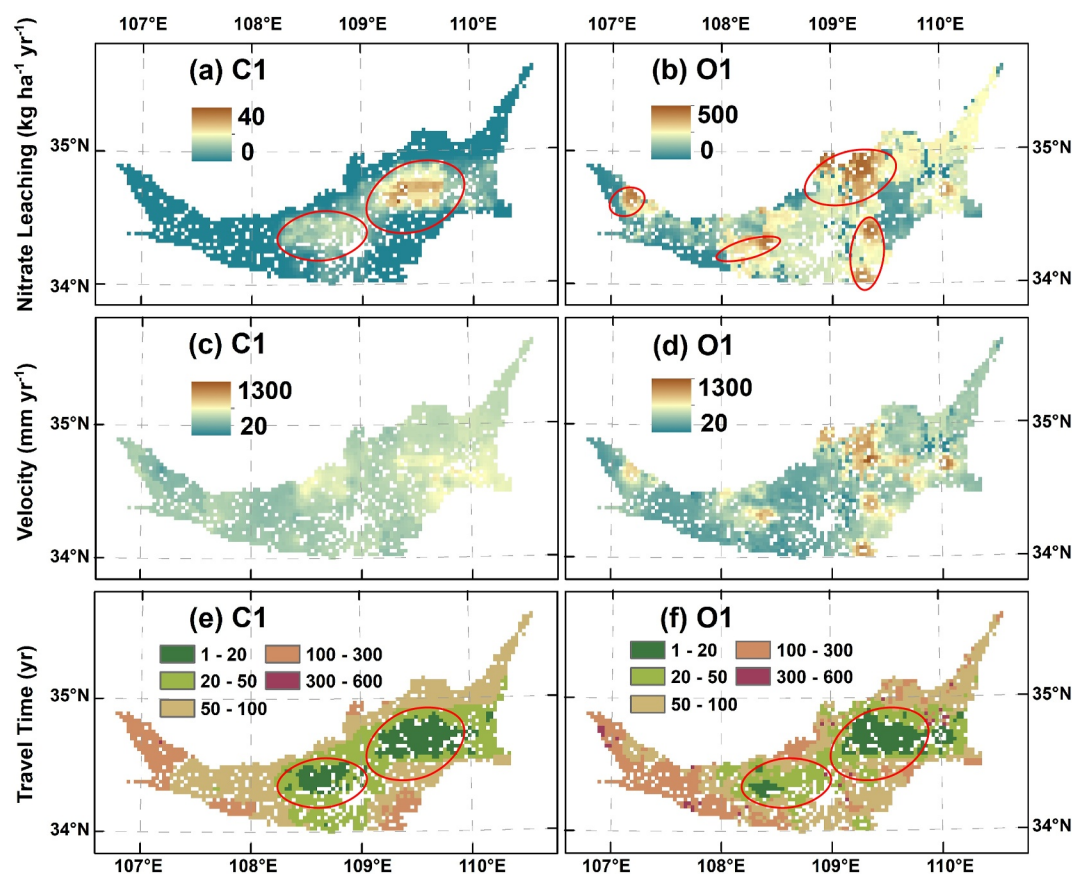 107°E 108°E 109°E 110°E 107°E 108°E 109°E 110°E
Nitrate Leaching (kg ha⁻¹ yr⁻¹)
(a) C1
40
0
35°N
34°N
(b) O1
500
0
35°N
34°N
Velocity (mm yr⁻¹)
(c) C1
1300
20
35°N
34°N
(d) O1
1300
20
35°N
34°N
Travel Time (yr)
(e) C1
1 - 20 100 - 300
20 - 50 300 - 600
50 - 100
35°N
34°N
(f) O1
1 - 20 100 - 300
20 - 50 300 - 600
50 - 100
35°N
34°N
107°E 108°E 109°E 110°E 107°E 108°E 109°E 110°E